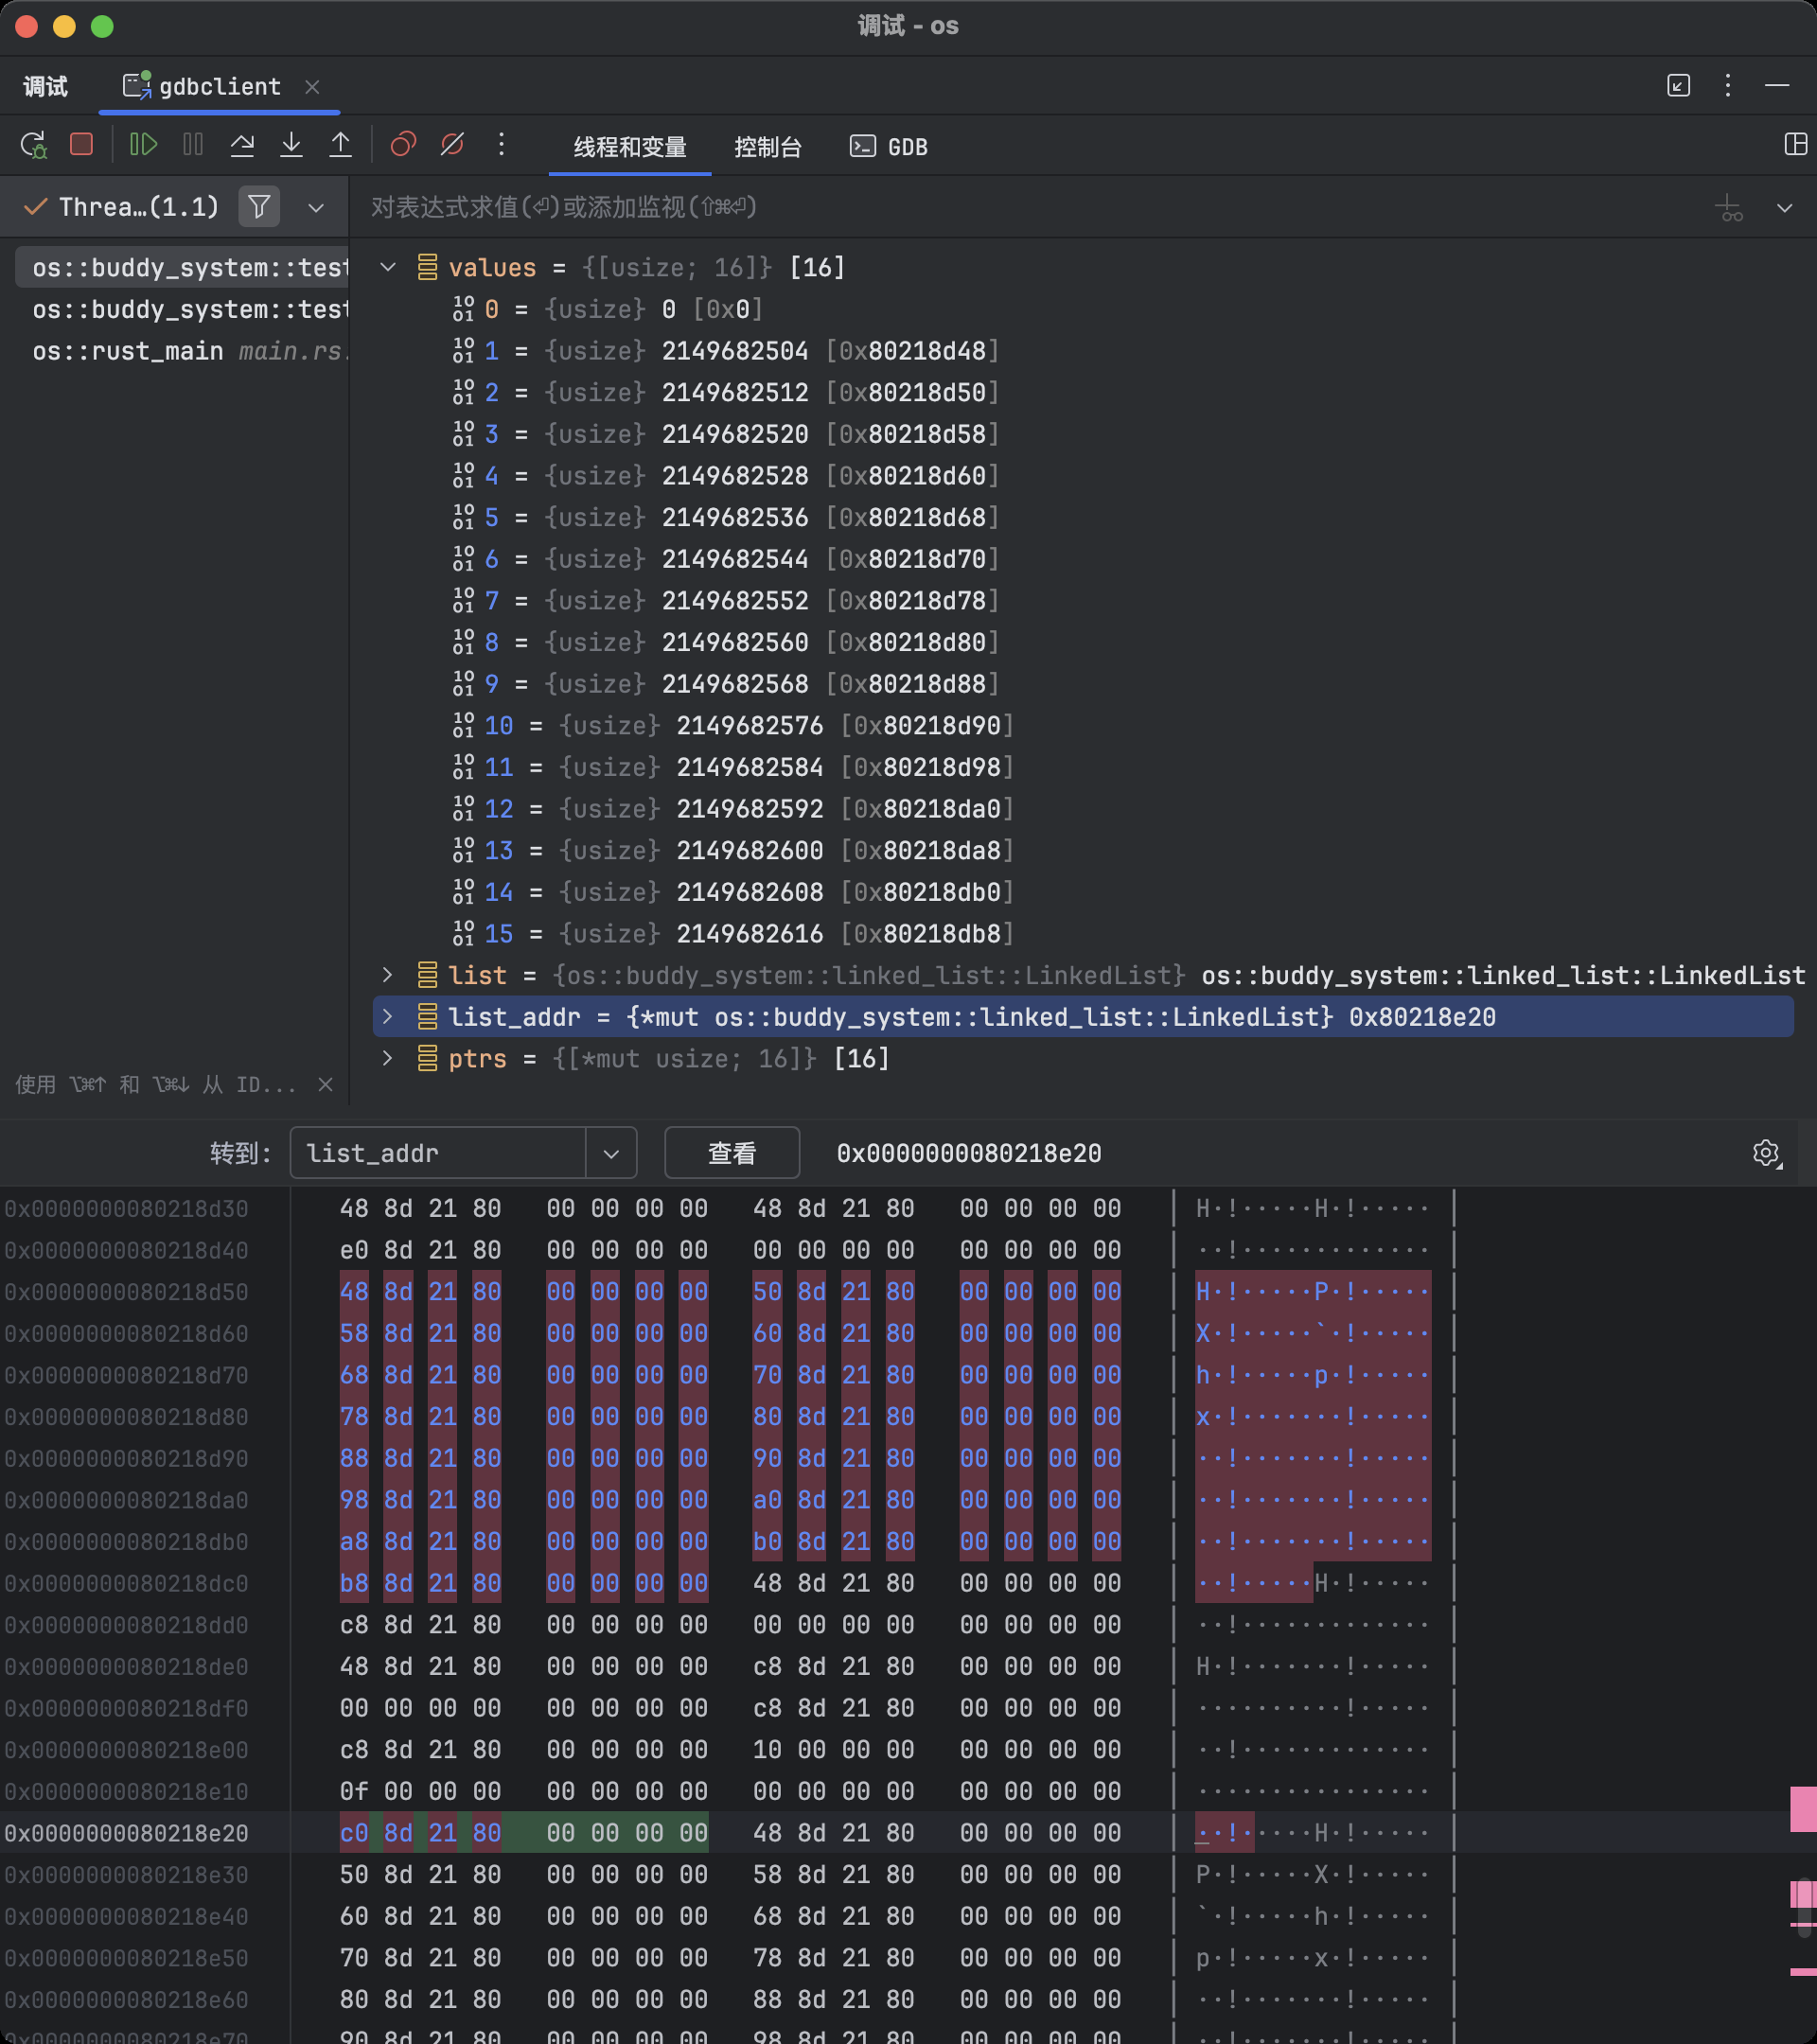 调试 - os
调试 gdbclient
线程和变量 控制台 GDB
Threa…(1.1) 对表达式求值(⏎)或添加监视(⇧⌘⏎)
os::buddy_system::test
os::buddy_system::test
os::rust_main main.rs:
values = {[usize; 16]} [16]
0 = {usize} 0 [0x0]
1 = {usize} 2149682504 [0x80218d48]
2 = {usize} 2149682512 [0x80218d50]
3 = {usize} 2149682520 [0x80218d58]
4 = {usize} 2149682528 [0x80218d60]
5 = {usize} 2149682536 [0x80218d68]
6 = {usize} 2149682544 [0x80218d70]
7 = {usize} 2149682552 [0x80218d78]
8 = {usize} 2149682560 [0x80218d80]
9 = {usize} 2149682568 [0x80218d88]
10 = {usize} 2149682576 [0x80218d90]
11 = {usize} 2149682584 [0x80218d98]
12 = {usize} 2149682592 [0x80218da0]
13 = {usize} 2149682600 [0x80218da8]
14 = {usize} 2149682608 [0x80218db0]
15 = {usize} 2149682616 [0x80218db8]
list = {os::buddy_system::linked_list::LinkedList} os::buddy_system::linked_list::LinkedList
list_addr = {*mut os::buddy_system::linked_list::LinkedList} 0x80218e20
ptrs = {[*mut usize; 16]} [16]
使用 ⌥⌘↑ 和 ⌥⌘↓ 从 ID...
转到: list_addr 查看 0x0000000080218e20
0x0000000080218d30 48 8d 21 80 00 00 00 00 48 8d 21 80 00 00 00 00 H·!·····H·!·····
0x0000000080218d40 e0 8d 21 80 00 00 00 00 00 00 00 00 00 00 00 00 ··!·············
0x0000000080218d50 48 8d 21 80 00 00 00 00 50 8d 21 80 00 00 00 00 H·!·····P·!·····
0x0000000080218d60 58 8d 21 80 00 00 00 00 60 8d 21 80 00 00 00 00 X·!·····`·!·····
0x0000000080218d70 68 8d 21 80 00 00 00 00 70 8d 21 80 00 00 00 00 h·!·····p·!·····
0x0000000080218d80 78 8d 21 80 00 00 00 00 80 8d 21 80 00 00 00 00 x·!·······!·····
0x0000000080218d90 88 8d 21 80 00 00 00 00 90 8d 21 80 00 00 00 00 ··!·······!·····
0x0000000080218da0 98 8d 21 80 00 00 00 00 a0 8d 21 80 00 00 00 00 ··!·······!·····
0x0000000080218db0 a8 8d 21 80 00 00 00 00 b0 8d 21 80 00 00 00 00 ··!·······!·····
0x0000000080218dc0 b8 8d 21 80 00 00 00 00 48 8d 21 80 00 00 00 00 ··!·····H·!·····
0x0000000080218dd0 c8 8d 21 80 00 00 00 00 00 00 00 00 00 00 00 00 ··!·············
0x0000000080218de0 48 8d 21 80 00 00 00 00 c8 8d 21 80 00 00 00 00 H·!·······!·····
0x0000000080218df0 00 00 00 00 00 00 00 00 c8 8d 21 80 00 00 00 00 ··········!·····
0x0000000080218e00 c8 8d 21 80 00 00 00 00 10 00 00 00 00 00 00 00 ··!·············
0x0000000080218e10 0f 00 00 00 00 00 00 00 00 00 00 00 00 00 00 00 ················
0x0000000080218e20 c0 8d 21 80 00 00 00 00 48 8d 21 80 00 00 00 00 ··!·····H·!·····
0x0000000080218e30 50 8d 21 80 00 00 00 00 58 8d 21 80 00 00 00 00 P·!·····X·!·····
0x0000000080218e40 60 8d 21 80 00 00 00 00 68 8d 21 80 00 00 00 00 `·!·····h·!·····
0x0000000080218e50 70 8d 21 80 00 00 00 00 78 8d 21 80 00 00 00 00 p·!·····x·!·····
0x0000000080218e60 80 8d 21 80 00 00 00 00 88 8d 21 80 00 00 00 00 ··!·······!·····
0x0000000080218e70 90 8d 21 80 00 00 00 00 98 8d 21 80 00 00 00 00 ··!·······!·····